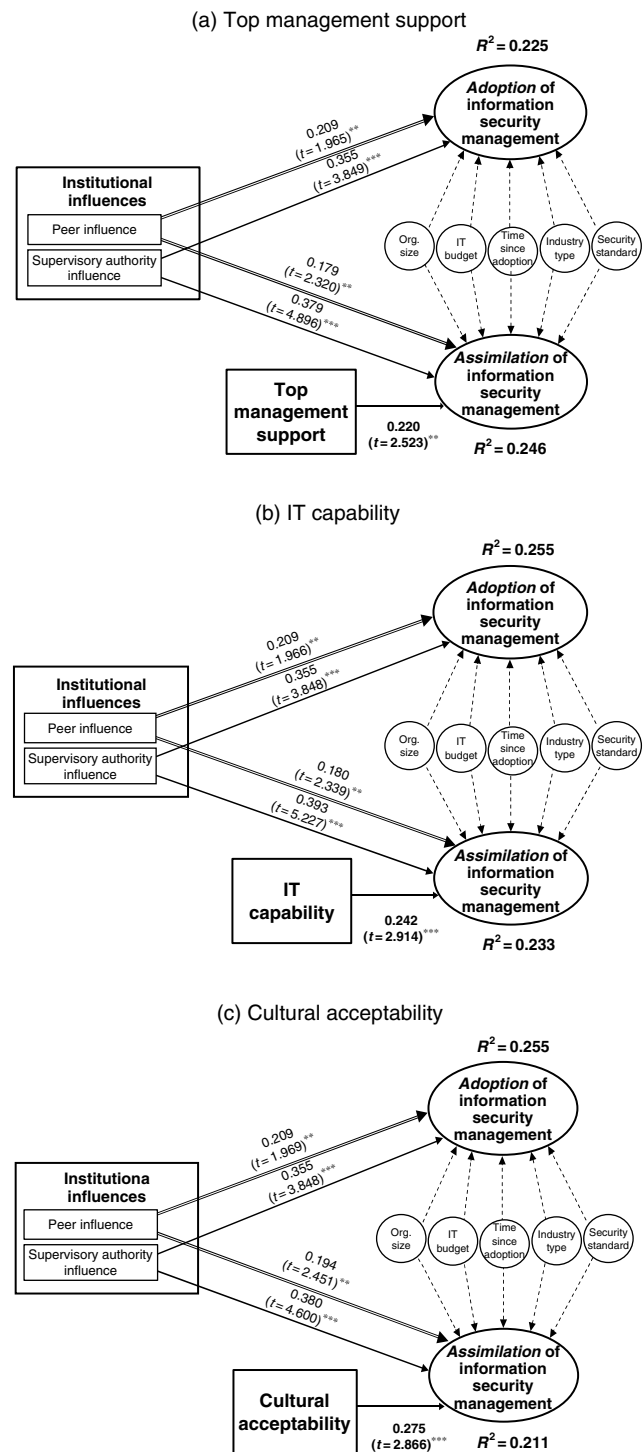 (a) Top management support
R² = 0.225
Adoption of
information
security
management
0.209
(t = 1.965)**
0.355
(t = 3.849)***
Institutional
influences
Peer influence
Supervisory authority
influence
Org.
size
IT
budget
Time
since
adoption
Industry
type
Security
standard
0.179
(t = 2.320)**
0.379
(t = 4.896)***
Assimilation of
information
security
management
Top
management
support
0.220
(t = 2.523)**
R² = 0.246
(b) IT capability
R² = 0.255
Adoption of
information
security
management
0.209
(t = 1.966)**
0.355
(t = 3.848)***
Institutional
influences
Peer influence
Supervisory authority
influence
Org.
size
IT
budget
Time
since
adoption
Industry
type
Security
standard
0.180
(t = 2.339)**
0.393
(t = 5.227)***
Assimilation of
information
security
management
IT
capability
0.242
(t = 2.914)***
R² = 0.233
(c) Cultural acceptability
R² = 0.255
Adoption of
information
security
management
0.209
(t = 1.969)**
0.355
(t = 3.848)***
Instituiona
influences
Peer influence
Supervisory authority
influence
Org.
size
IT
budget
Time
since
adoption
Industry
type
Security
standard
0.194
(t = 2.451)**
0.380
(t = 4.600)***
Assimilation of
information
security
management
Cultural
acceptability
0.275
(t = 2.866)***
R² = 0.211